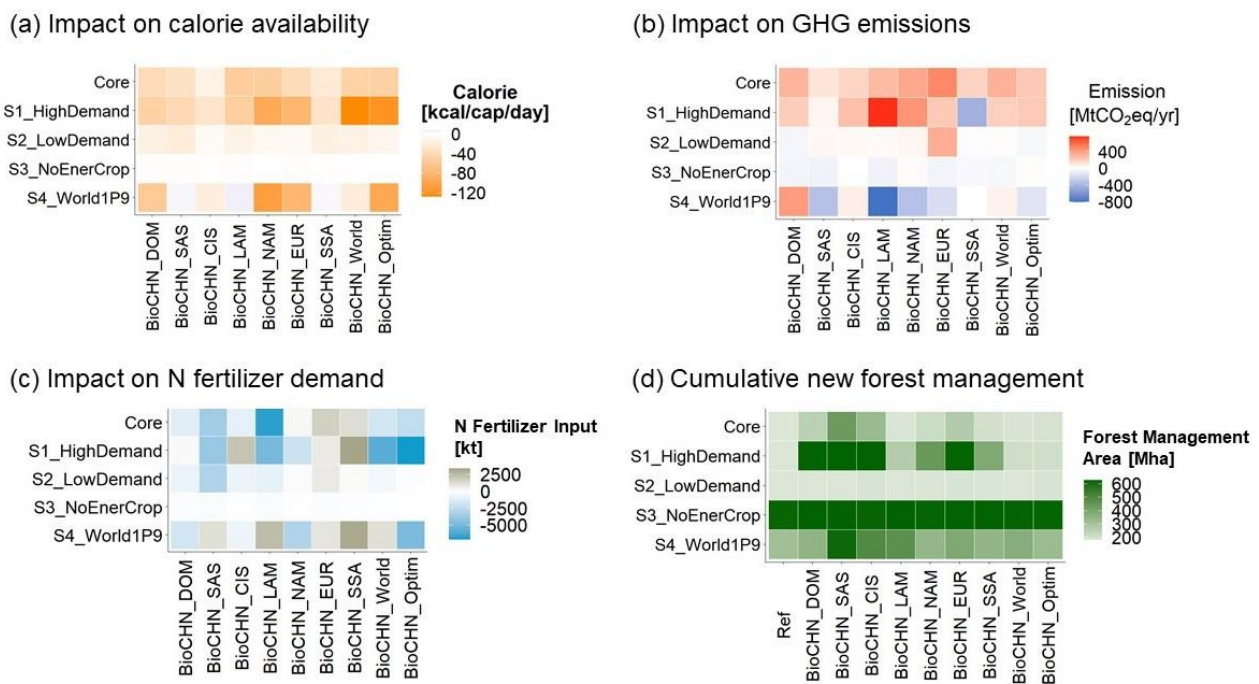 (a) Impact on calorie availability
Core
S1_HighDemand
S2_LowDemand
S3_NoEnerCrop
S4_World1P9
BioCHN_DOM
BioCHN_SAS
BioCHN_CIS
BioCHN_LAM
BioCHN_NAM
BioCHN_EUR
BioCHN_SSA
BioCHN_World
BioCHN_Optim
Calorie
[kcal/cap/day]
0
-40
-80
-120
(b) Impact on GHG emissions
Core
S1_HighDemand
S2_LowDemand
S3_NoEnerCrop
S4_World1P9
BioCHN_DOM
BioCHN_SAS
BioCHN_CIS
BioCHN_LAM
BioCHN_NAM
BioCHN_EUR
BioCHN_SSA
BioCHN_World
BioCHN_Optim
Emission
[MtCO₂eq/yr]
400
0
-400
-800
(c) Impact on N fertilizer demand
Core
S1_HighDemand
S2_LowDemand
S3_NoEnerCrop
S4_World1P9
BioCHN_DOM
BioCHN_SAS
BioCHN_CIS
BioCHN_LAM
BioCHN_NAM
BioCHN_EUR
BioCHN_SSA
BioCHN_World
BioCHN_Optim
N Fertilizer Input
[kt]
2500
0
-2500
-5000
(d) Cumulative new forest management
Core
S1_HighDemand
S2_LowDemand
S3_NoEnerCrop
S4_World1P9
Ref
BioCHN_DOM
BioCHN_SAS
BioCHN_CIS
BioCHN_LAM
BioCHN_NAM
BioCHN_EUR
BioCHN_SSA
BioCHN_World
BioCHN_Optim
Forest Management
Area [Mha]
600
500
400
300
200